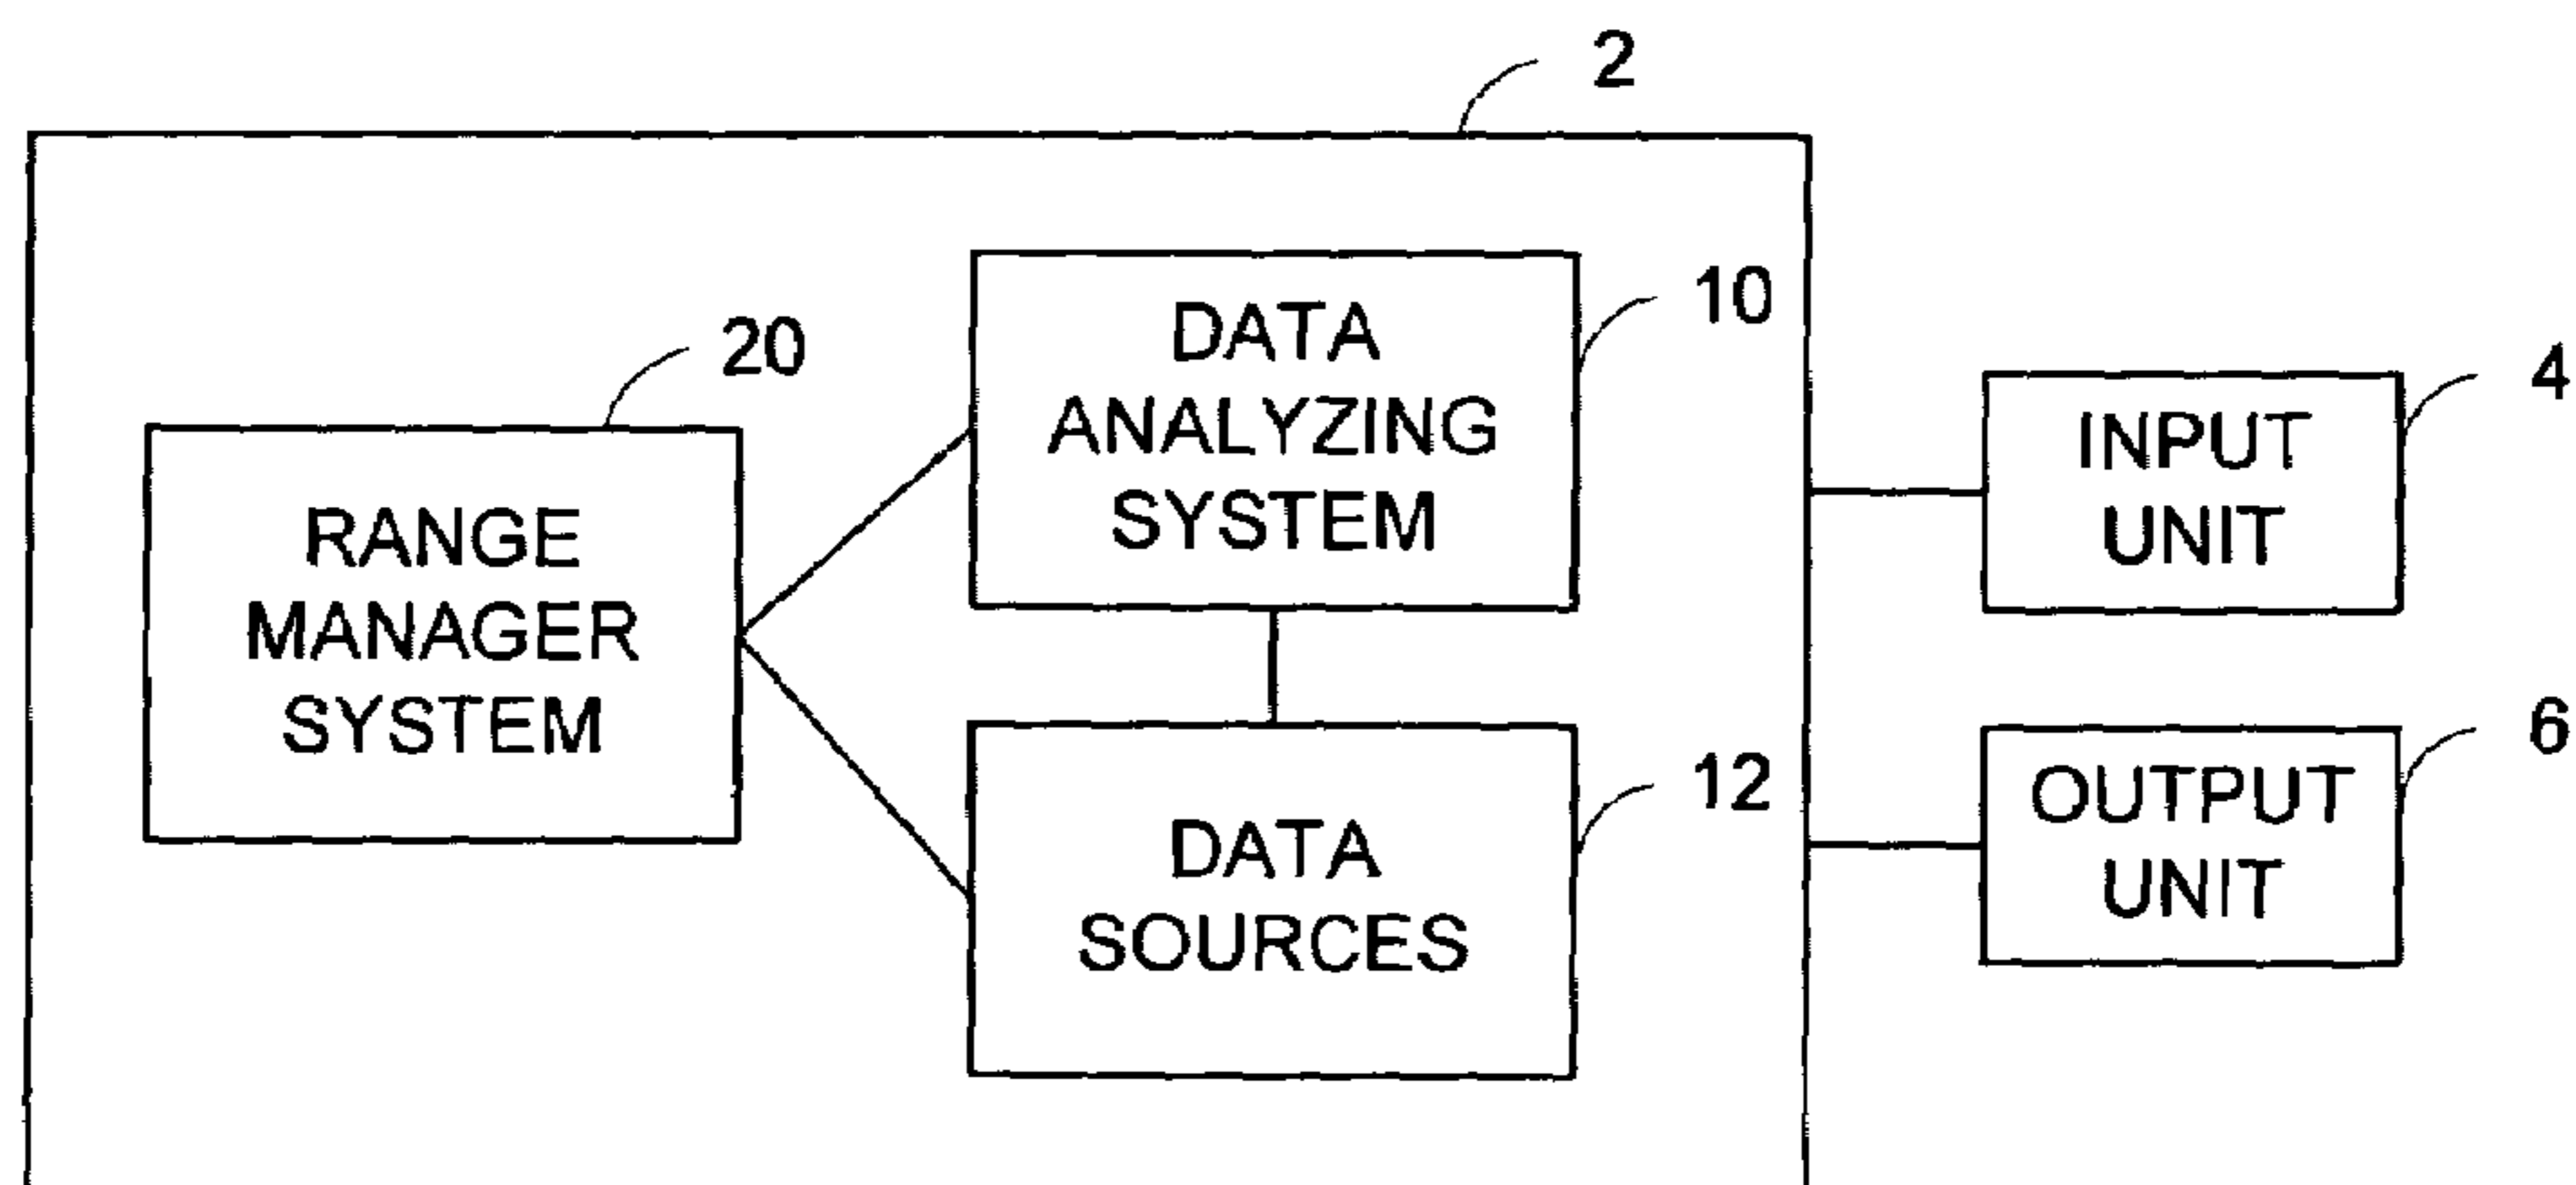 2
20
RANGE
MANAGER
SYSTEM
10
DATA
ANALYZING
SYSTEM
12
DATA
SOURCES
4
INPUT
UNIT
6
OUTPUT
UNIT